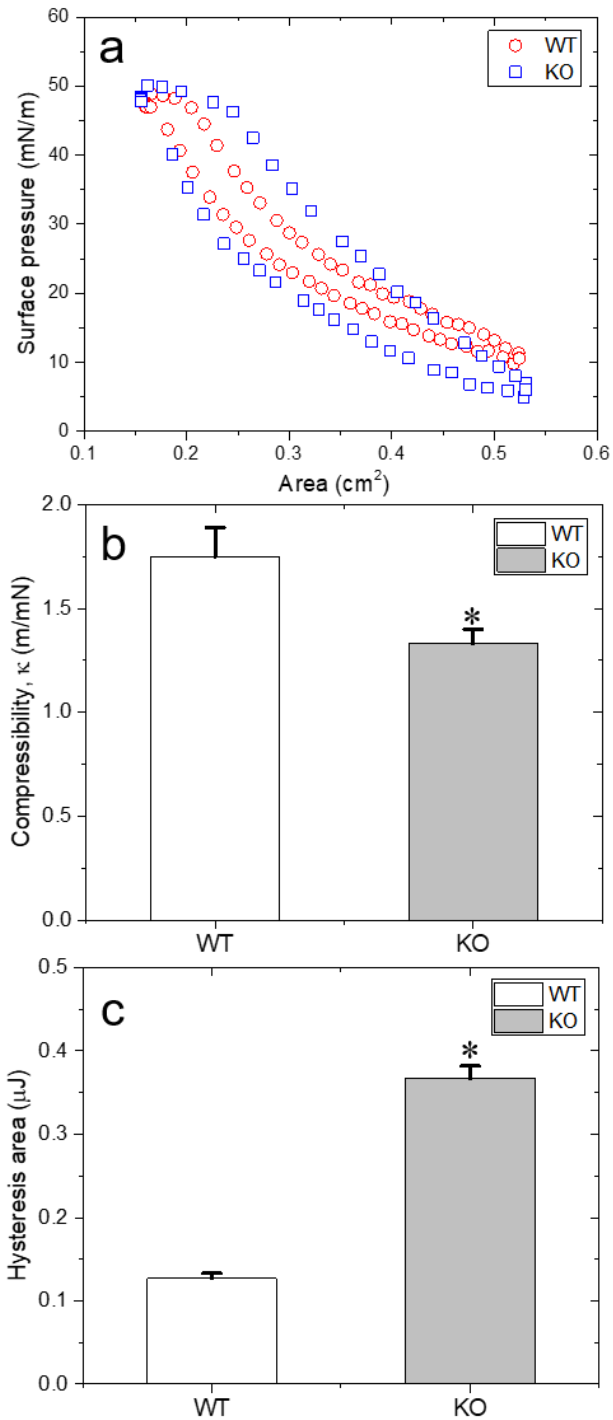 a
WT
KO
60
50
40
30
20
10
0
Surface pressure (mN/m)
0.1 0.2 0.3 0.4 0.5 0.6
Area (cm²)
b
WT
KO
2.0
1.5
1.0
0.5
0.0
Compressibility, κ (m/mN)
*
WT KO
c
WT
KO
0.5
0.4
0.3
0.2
0.1
0.0
Hysteresis area (μJ)
*
WT KO